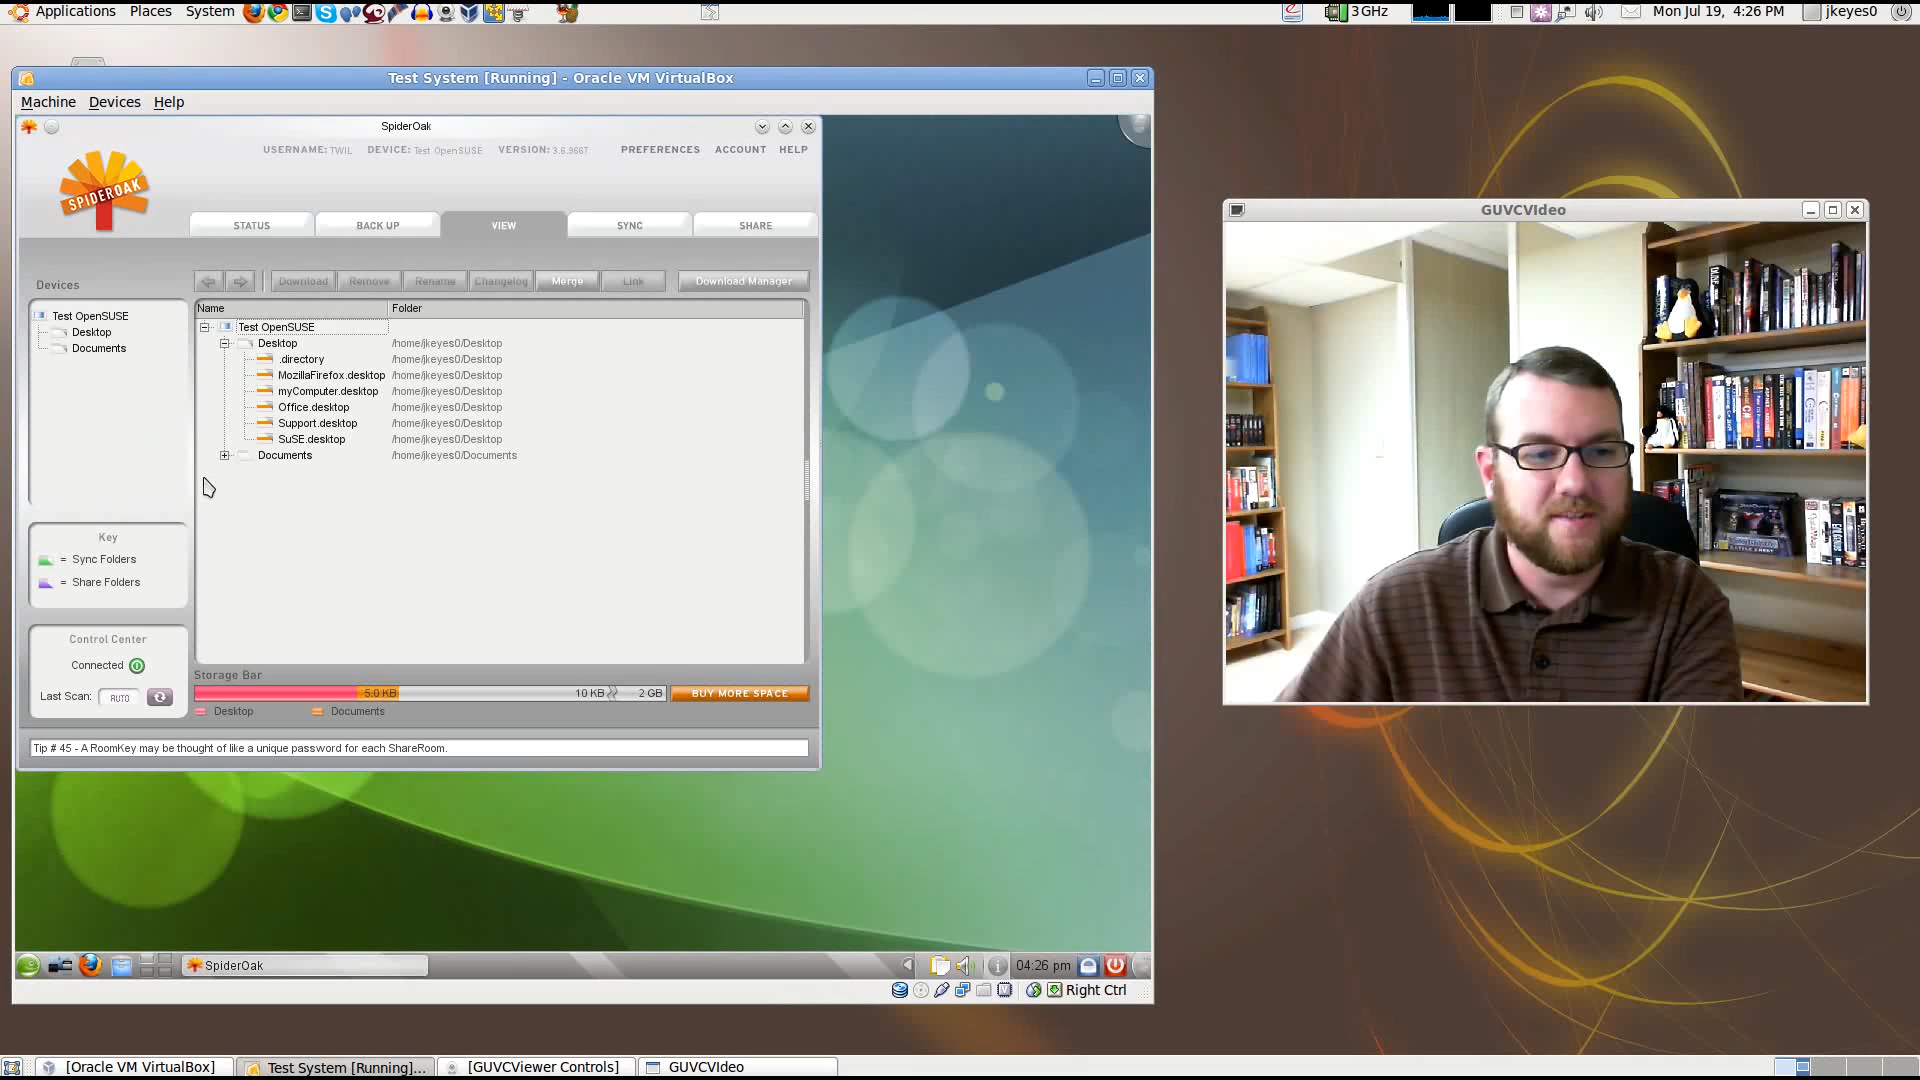 Applications Places System 3 GHz Mon Jul 19, 4:26 PM jkeyes0
Test System [Running] - Oracle VM VirtualBox
Machine Devices Help
SpiderOak
USERNAME: TWIL DEVICE: Test OpenSUSE VERSION: 3.6.9667 PREFERENCES ACCOUNT HELP
SPIDEROAK
STATUS BACK UP VIEW SYNC SHARE
Devices
Test OpenSUSE
Desktop
Documents
Download Remove Rename Changelog Merge Link Download Manager
Name Folder
Test OpenSUSE
Desktop /home/jkeyes0/Desktop
.directory /home/jkeyes0/Desktop
MozillaFirefox.desktop /home/jkeyes0/Desktop
myComputer.desktop /home/jkeyes0/Desktop
Office.desktop /home/jkeyes0/Desktop
Support.desktop /home/jkeyes0/Desktop
SuSE.desktop /home/jkeyes0/Desktop
Documents /home/jkeyes0/Documents
Key
= Sync Folders
= Share Folders
Control Center
Connected
Last Scan: AUTO
Storage Bar
5.0 KB 10 KB 2 GB BUY MORE SPACE
Desktop Documents
Tip # 45 - A RoomKey may be thought of like a unique password for each ShareRoom.
GUVCVIdeo
SpiderOak 04:26 pm
Right Ctrl
[Oracle VM VirtualBox] Test System [Running]... [GUVCViewer Controls] GUVCVIdeo